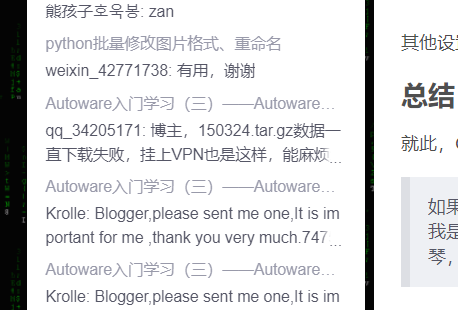 熊孩子호욱봉: zan
python批量修改图片格式、重命名
weixin_42771738: 有用，谢谢
Autoware入门学习（三）——Autoware…
qq_34205171: 博主，150324.tar.gz数据一
直下载失败，挂上VPN也是这样，能麻烦...
Autoware入门学习（三）——Autoware…
Krolle: Blogger,please sent me one,It is im
portant for me ,thank you very much.747...
Autoware入门学习（三）——Autoware…
Krolle: Blogger,please sent me one,It is im
其他设
总结
就此，
如果
我是
琴，